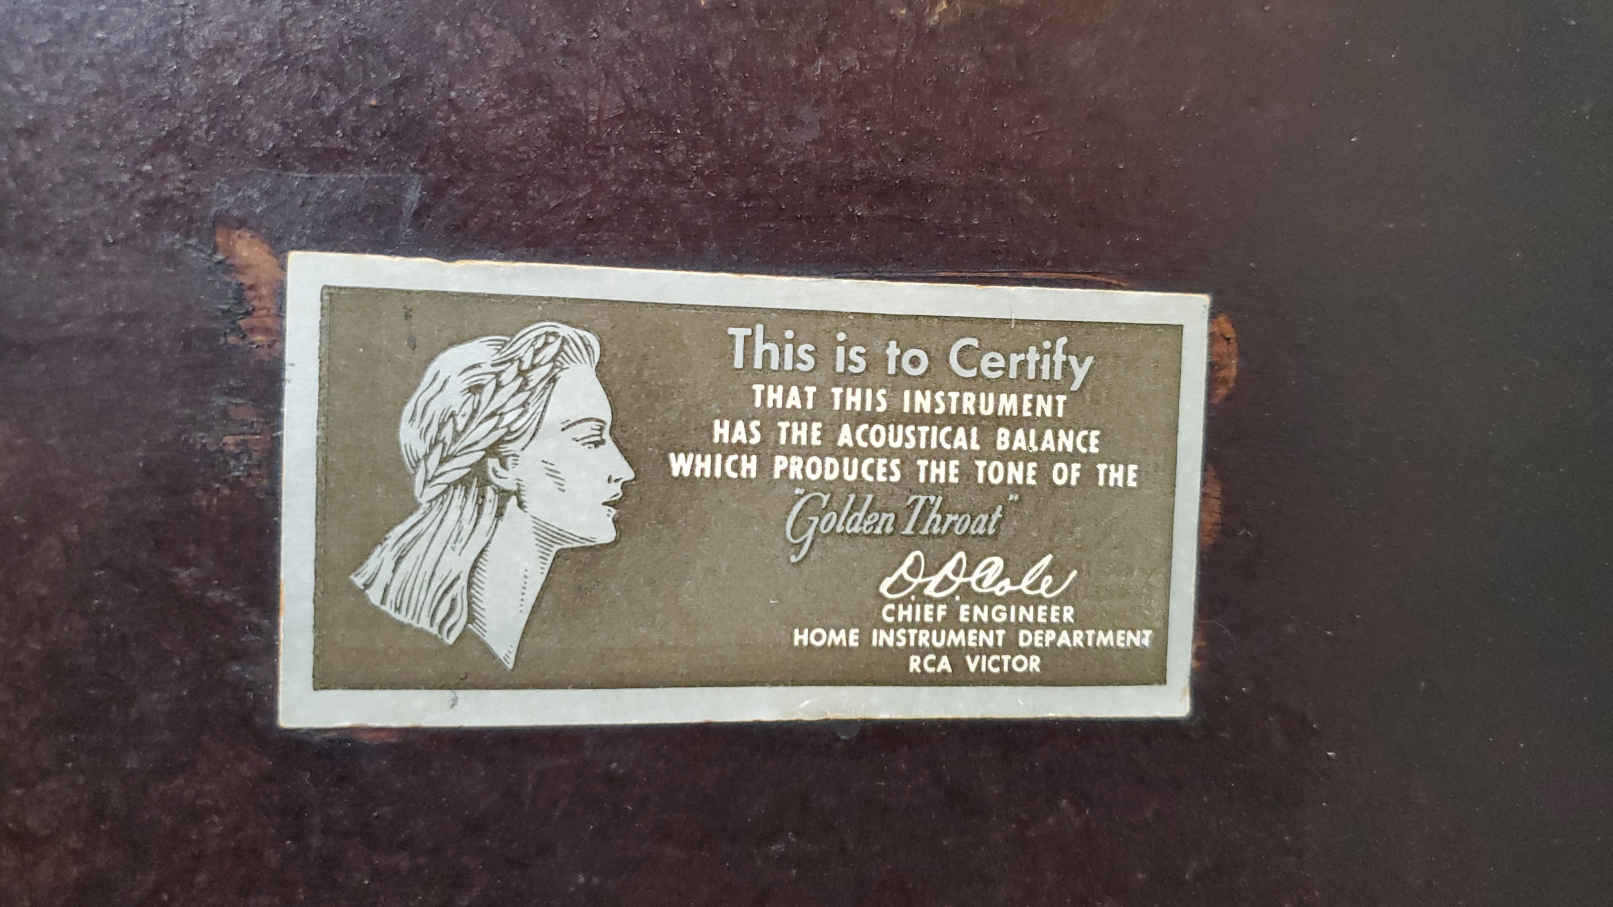 This is to Certify
THAT THIS INSTRUMENT
HAS THE ACOUSTICAL BALANCE
WHICH PRODUCES THE TONE OF THE
"Golden Throat"
D.D. Cole
CHIEF ENGINEER
HOME INSTRUMENT DEPARTMENT
RCA VICTOR